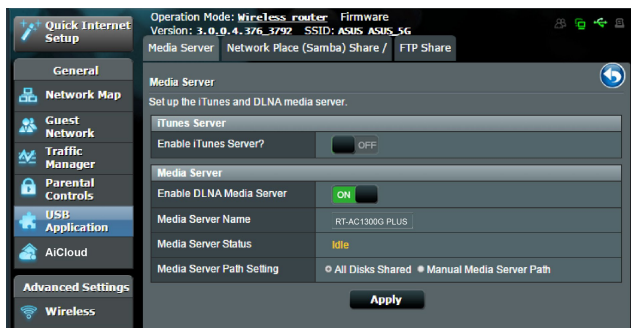 Quick Internet
Setup
Operation Mode: Wireless router Firmware
Version: 3.0.0.4.376_3792 SSID: ASUS ASUS_5G
Media Server Network Place (Samba) Share / FTP Share
General
Network Map
Guest
Network
Traffic
Manager
Parental
Controls
USB
Application
AiCloud
Advanced Settings
Wireless
Media Server
Set up the iTunes and DLNA media server.
iTunes Server
Enable iTunes Server? OFF
Media Server
Enable DLNA Media Server ON
Media Server Name RT-AC1300G PLUS
Media Server Status Idle
Media Server Path Setting All Disks Shared Manual Media Server Path
Apply